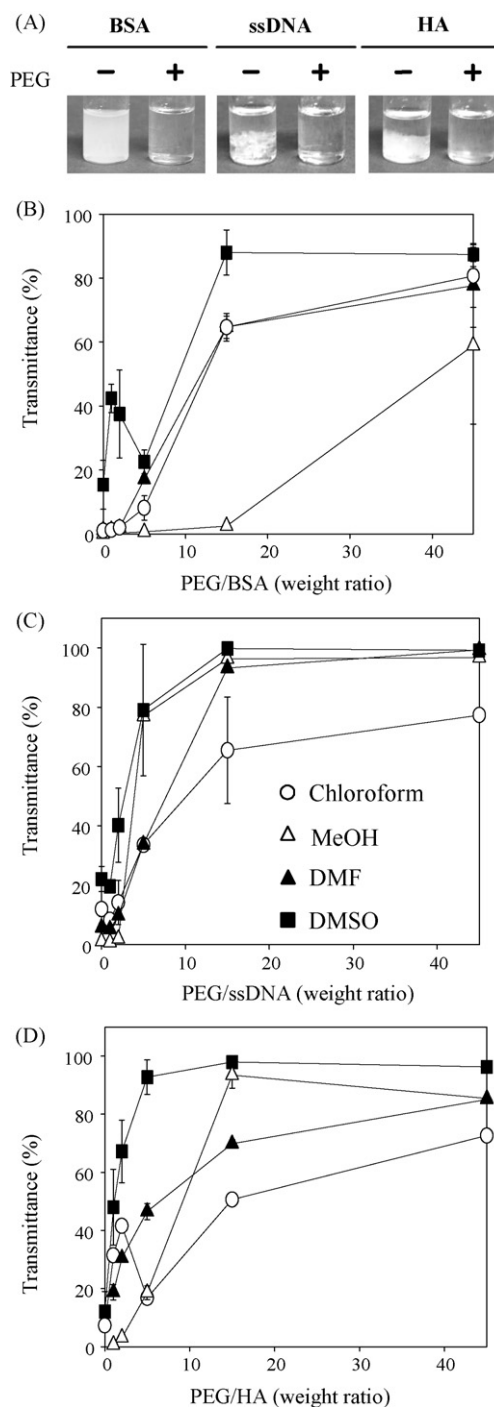 (A)
BSA ssDNA HA
PEG − + − + − +
(B)
100
80
60
40
20
0
0 10 20 30 40
Transmittance (%)
PEG/BSA (weight ratio)
(C)
100
80
60
40
20
0
0 10 20 30 40
Transmittance (%)
Chloroform
MeOH
DMF
DMSO
PEG/ssDNA (weight ratio)
(D)
100
80
60
40
20
0
0 10 20 30 40
Transmittance (%)
PEG/HA (weight ratio)